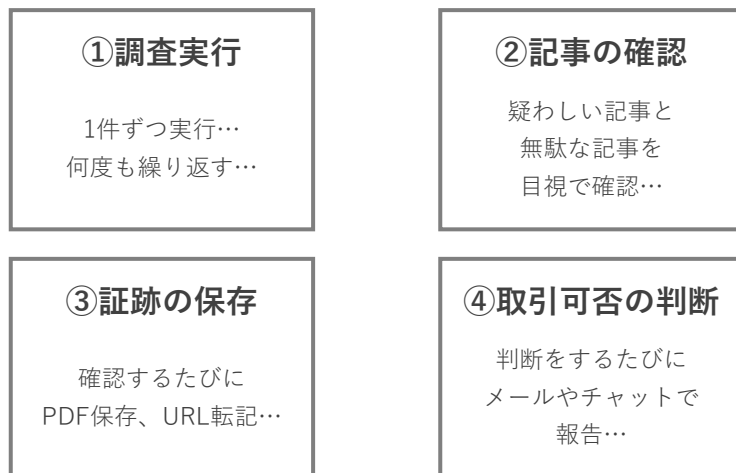 ①調査実行
1件ずつ実行…
何度も繰り返す…
②記事の確認
疑わしい記事と
無駄な記事を
目視で確認…
③証跡の保存
確認するたびに
PDF保存、URL転記…
④取引可否の判断
判断をするたびに
メールやチャットで
報告…